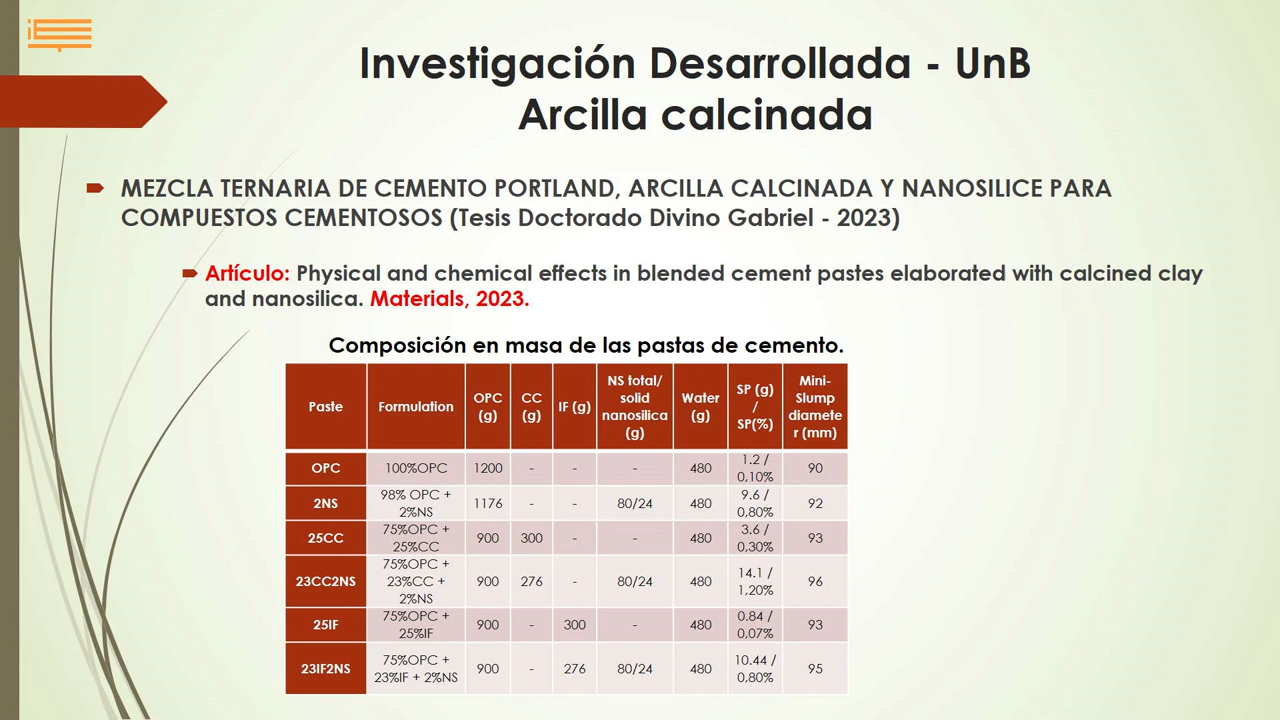 Investigación Desarrollada - UnB
Arcilla calcinada
MEZCLA TERNARIA DE CEMENTO PORTLAND, ARCILLA CALCINADA Y NANOSILICE PARA
COMPUESTOS CEMENTOSOS (Tesis Doctorado Divino Gabriel - 2023)
Artículo: Physical and chemical effects in blended cement pastes elaborated with calcined clay
and nanosilica. Materials, 2023.
Composición en masa de las pastas de cemento.
Paste Formulation OPC (g) CC (g) IF (g) NS total/ solid nanosilica (g) Water (g) SP (g) / SP(%) Mini-Slump diamete r (mm)
OPC 100%OPC 1200 - - - 480 1.2 / 0,10% 90
2NS 98% OPC + 2%NS 1176 - - 80/24 480 9.6 / 0,80% 92
25CC 75%OPC + 25%CC 900 300 - - 480 3.6 / 0,30% 93
23CC2NS 75%OPC + 23%CC + 2%NS 900 276 - 80/24 480 14.1 / 1,20% 96
25IF 75%OPC + 25%IF 900 - 300 - 480 0.84 / 0,07% 93
23IF2NS 75%OPC + 23%IF + 2%NS 900 - 276 80/24 480 10.44 / 0,80% 95